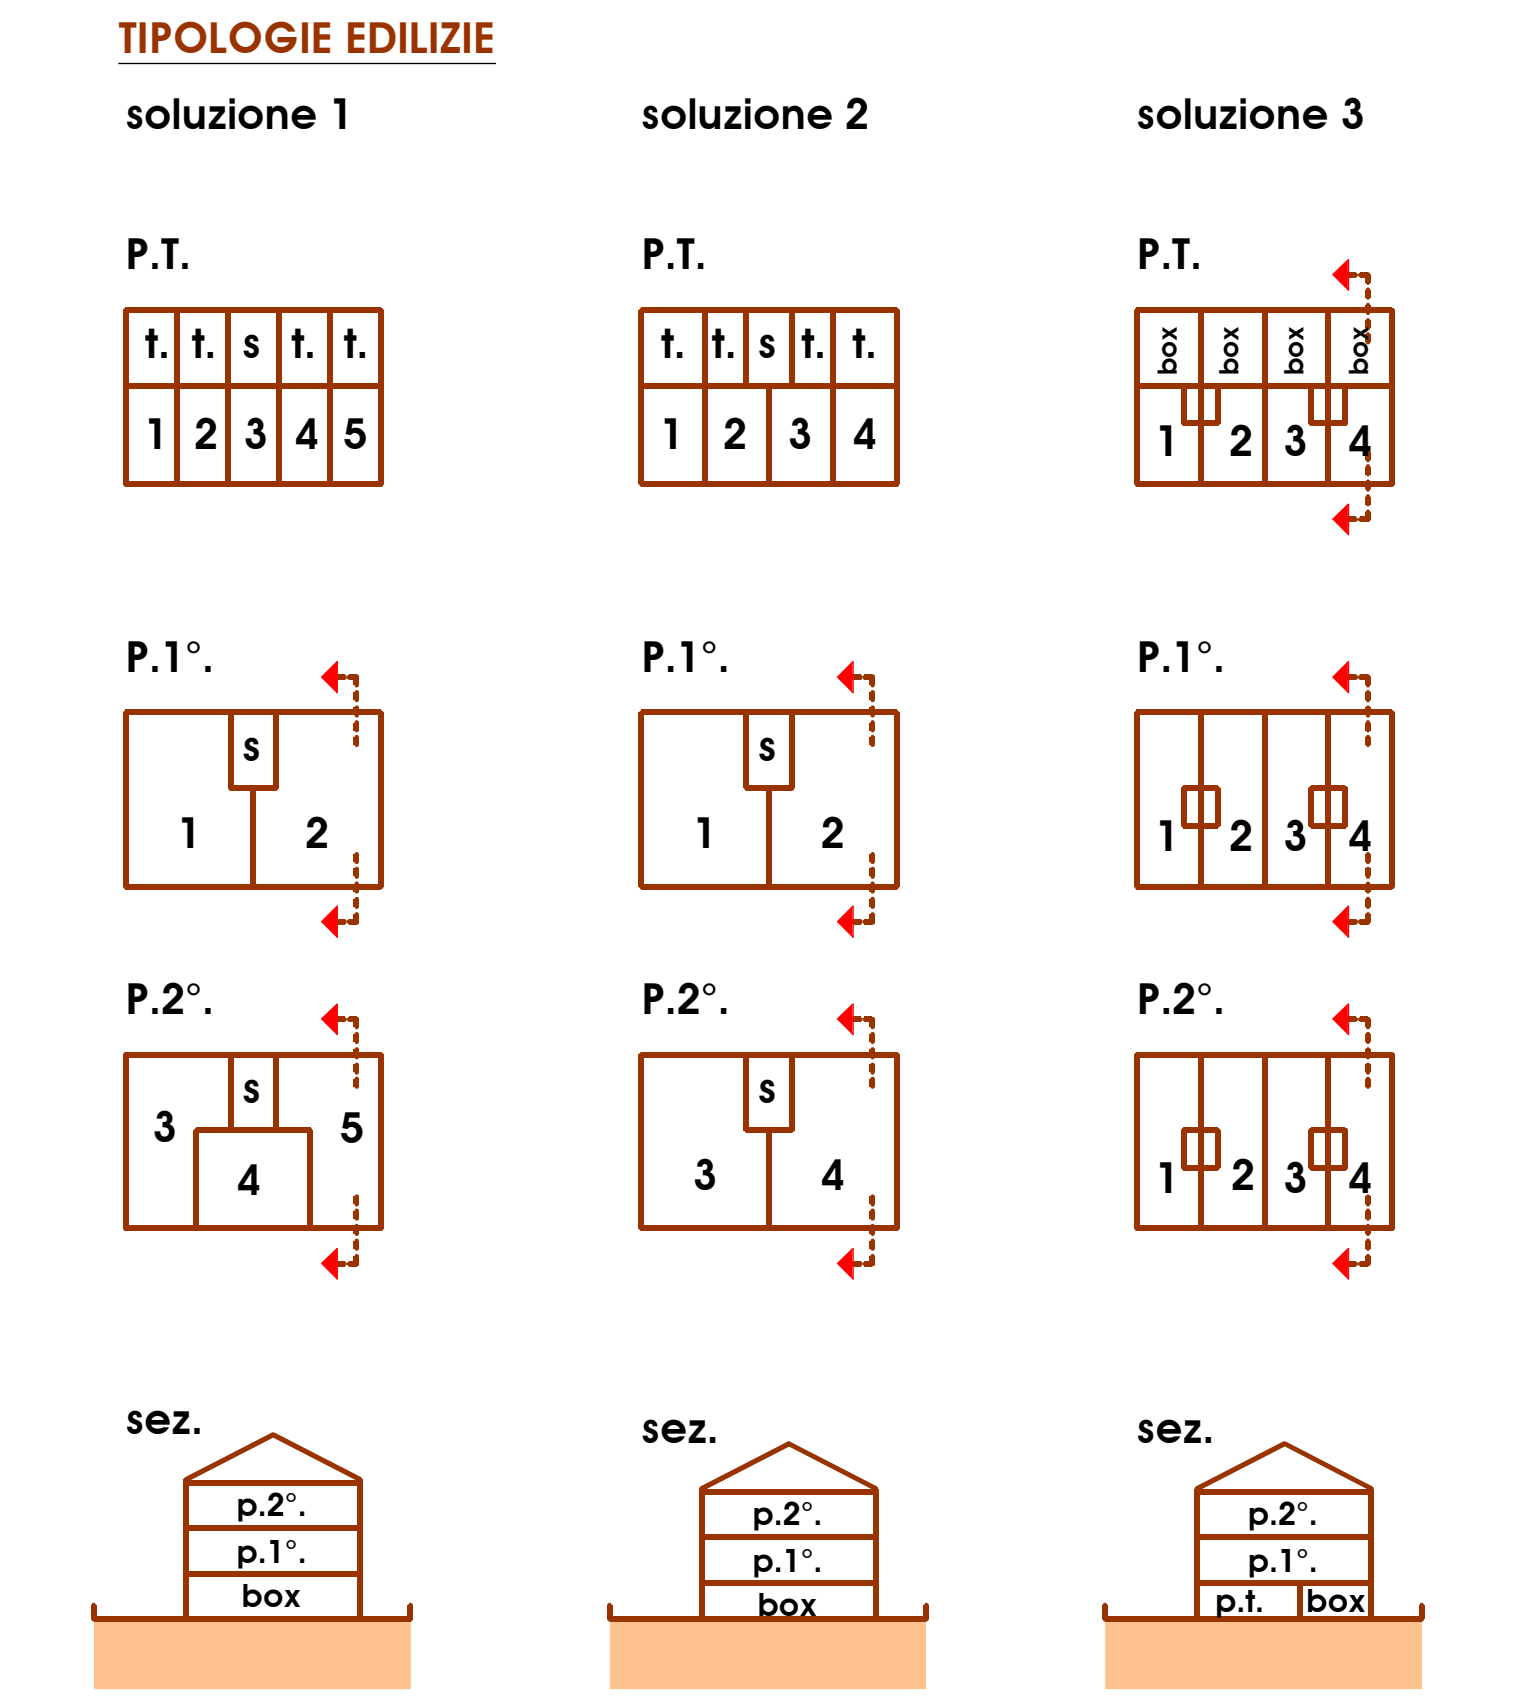 TIPOLOGIE EDILIZIE
soluzione 1 soluzione 2 soluzione 3
P.T. P.T. P.T.
t. t. s t. t. t. t. s t. t. box box box box
1 2 3 4 5 1 2 3 4 1 2 3 4
P.1°. P.1°. P.1°.
s s
1 2 1 2 1 2 3 4
P.2°. P.2°. P.2°.
s s
3 5
4 3 4 1 2 3 4
sez. sez. sez.
p.2°. p.2°. p.2°.
p.1°. p.1°. p.1°.
box box p.t. box